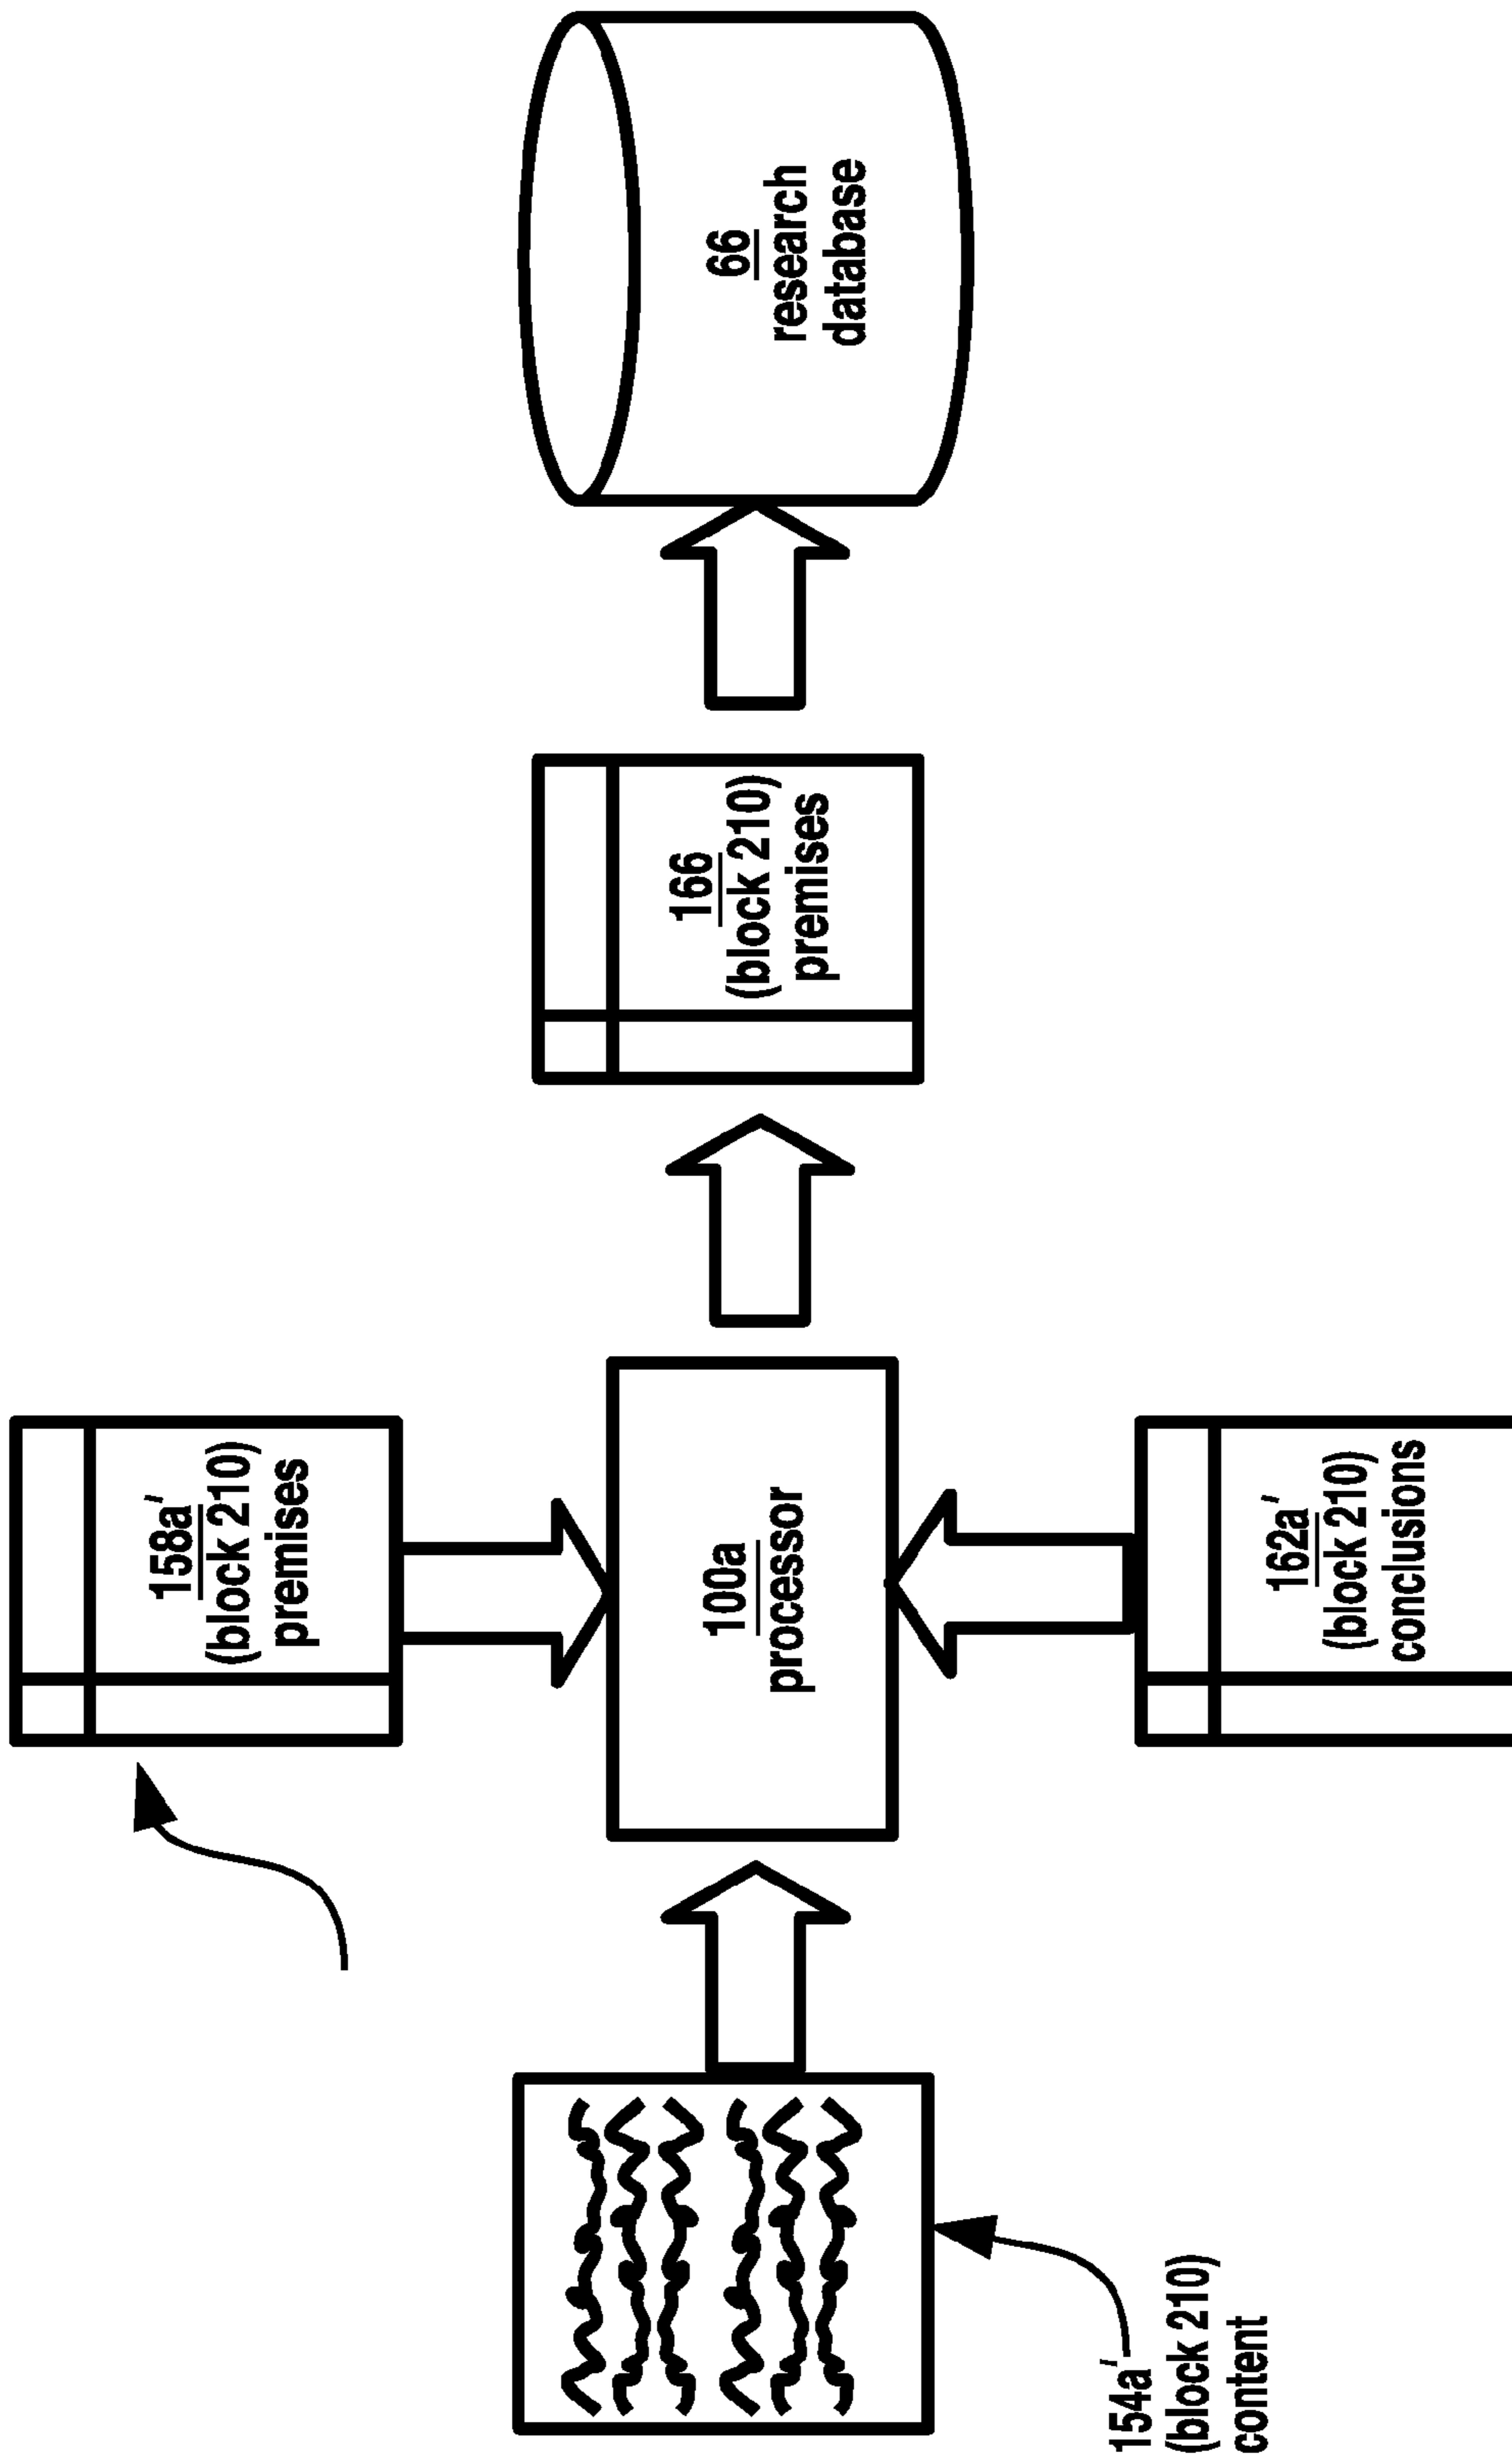 158a′
(block 210)
premises
100a
processor
166
(block 210)
premises
66
research
database
154a′
(block 210)
content
162a′
(block 210)
conclusions